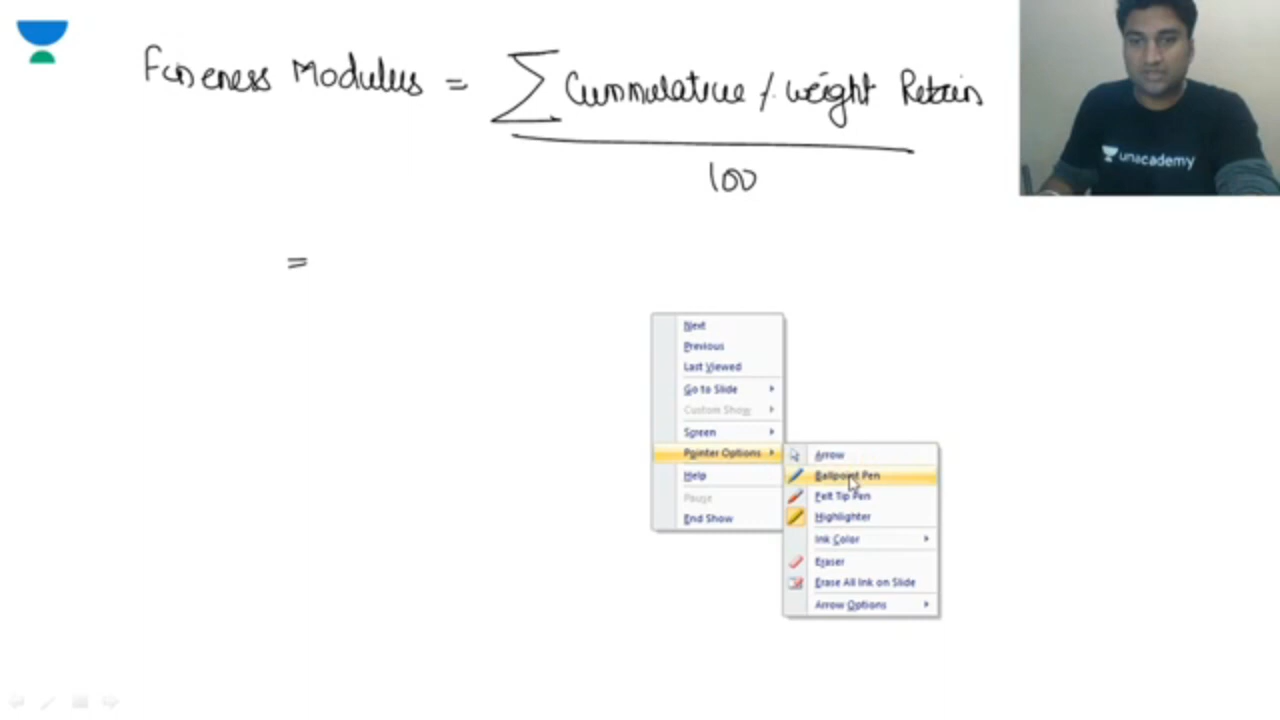 Fineness Modulus = ∑ Cummulative % weight Retain
100
=
unacademy
Next
Previous
Last Viewed
Go to Slide
Custom Show
Screen
Pointer Options
Help
Pause
End Show
Arrow
Ballpoint Pen
Felt Tip Pen
Highlighter
Ink Color
Eraser
Erase All Ink on Slide
Arrow Options